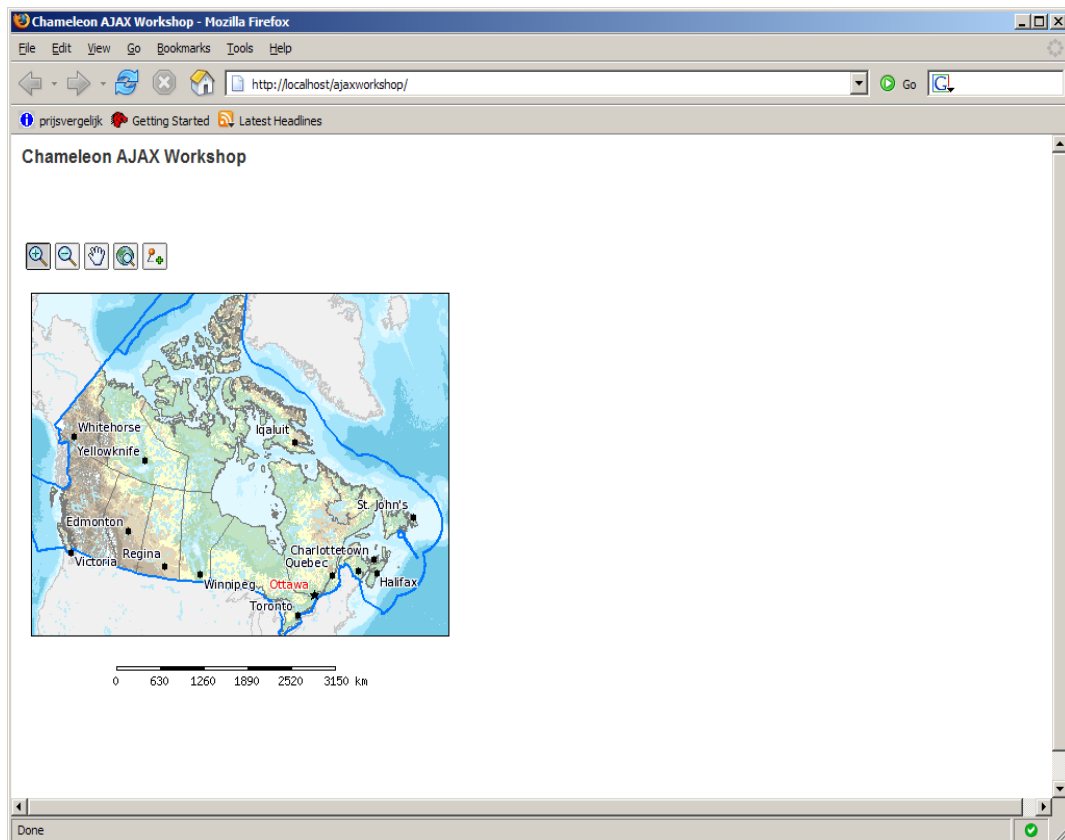 Chameleon AJAX Workshop - Mozilla Firefox
File Edit View Go Bookmarks Tools Help
http://localhost/ajaxworkshop/
Go
G
prijsvergelijk Getting Started Latest Headlines
Chameleon AJAX Workshop
Whitehorse
Iqaluit
Yellowknife
St. John's
Edmonton
Charlottetown
Regina
Victoria
Quebec
Winnipeg
Ottawa
Halifax
Toronto
0 630 1260 1890 2520 3150 km
Done